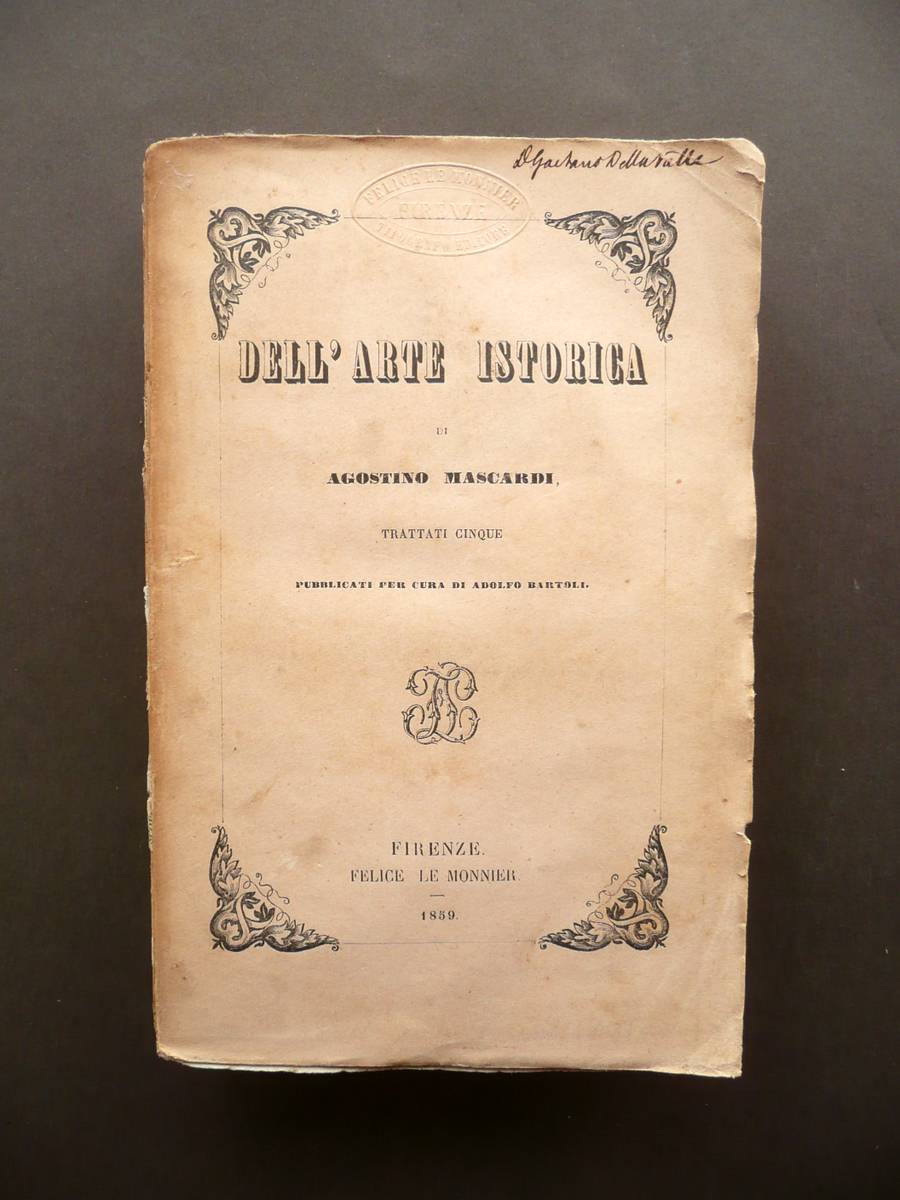 D Gaetano Della Valle
FELICE LE MONNIER
FIRENZE
TIPOGRAFO EDITORE
DELL' ARTE ISTORICA
DI
AGOSTINO MASCARDI,
TRATTATI CINQUE
PUBBLICATI PER CURA DI ADOLFO BARTOLI.
FIRENZE.
FELICE LE MONNIER.
1859.